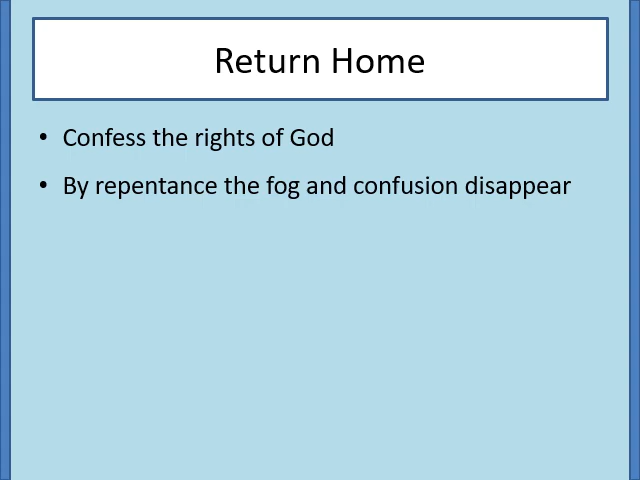 Return Home
• Confess the rights of God
• By repentance the fog and confusion disappear